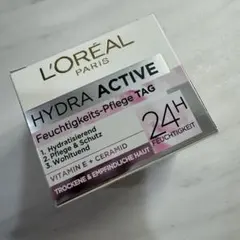 L'ORÉAL
PARIS
HYDRA ACTIVE
Feuchtigkeits-Pflege TAG
1. Hydratisierend
2. Pflege & Schutz
3. Wohltuend
24H
FEUCHTIGKEIT
VITAMIN E + CERAMID
TROCKENE & EMPFINDLICHE HAUT